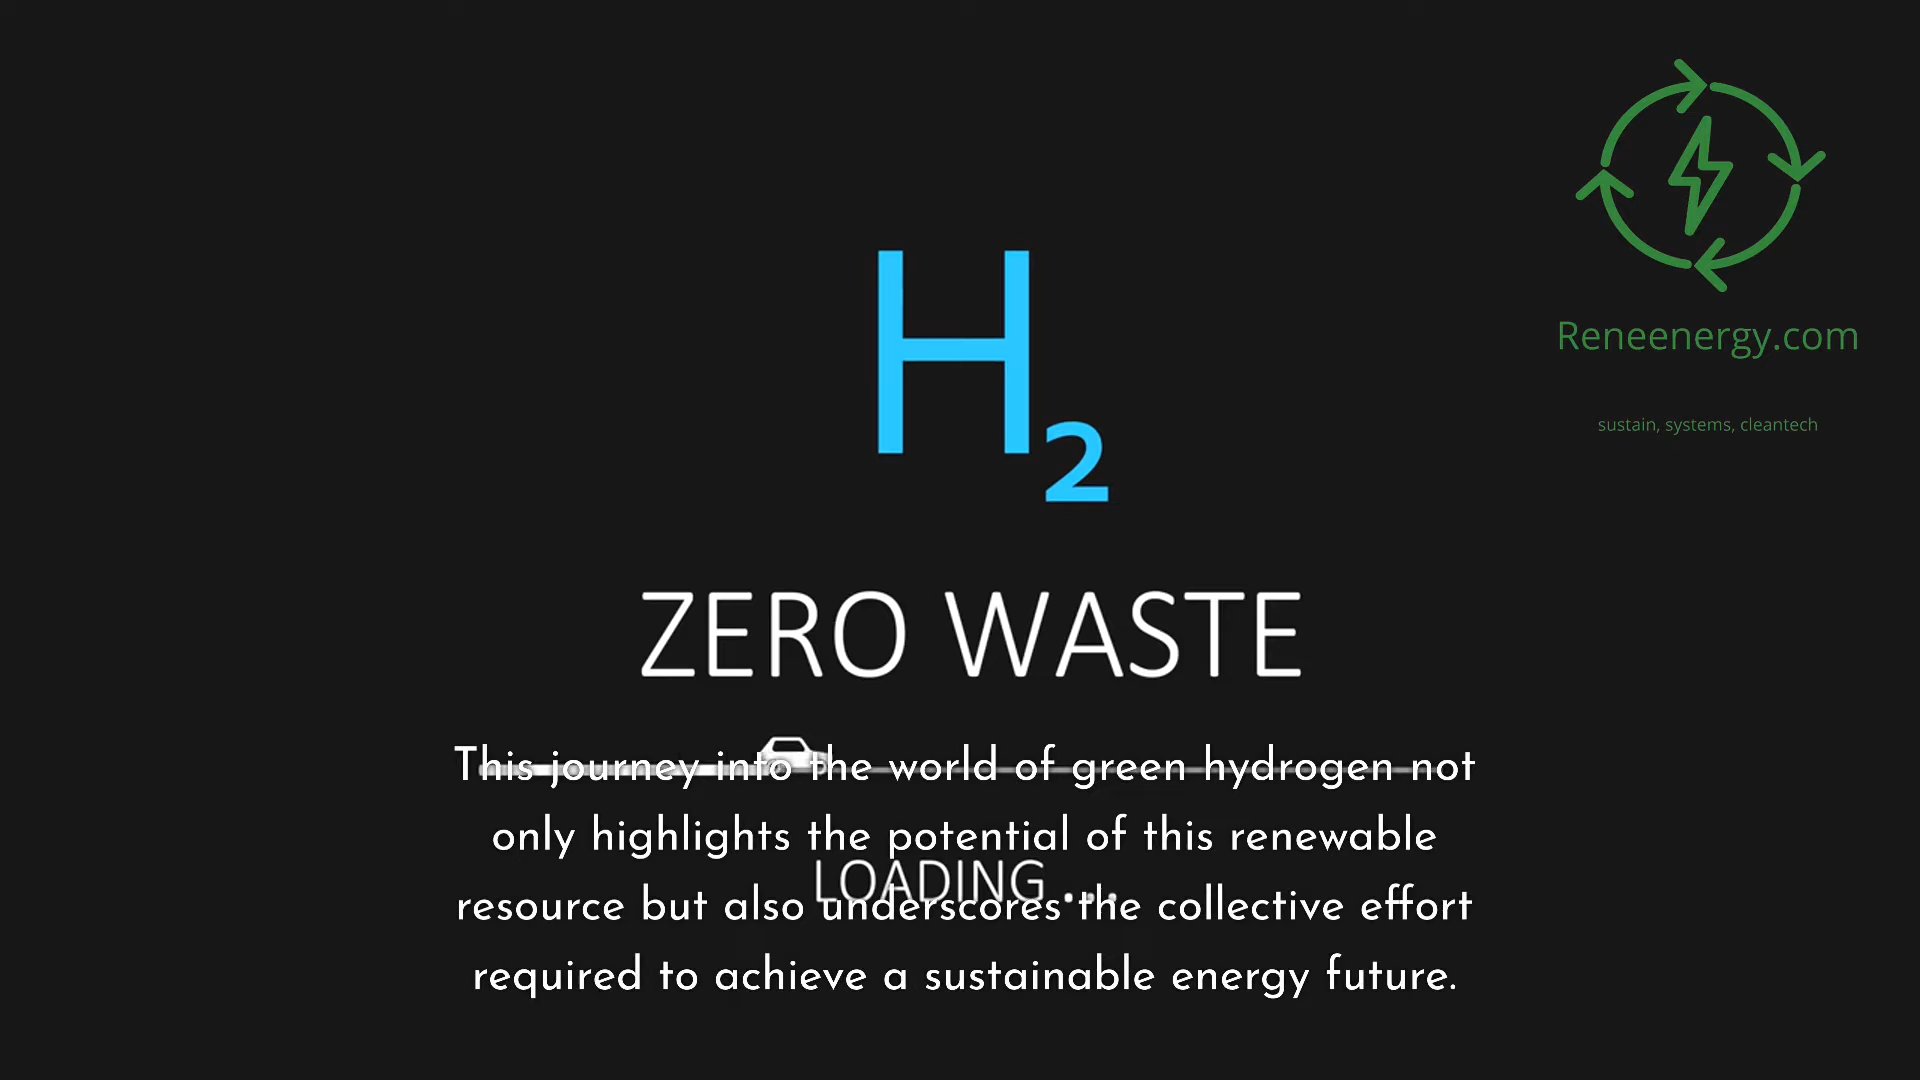 H₂
Reneenergy.com
sustain, systems, cleantech
ZERO WASTE
This journey into the world of green hydrogen not
only highlights the potential of this renewable
LOADING ...
resource but also underscores the collective effort
required to achieve a sustainable energy future.